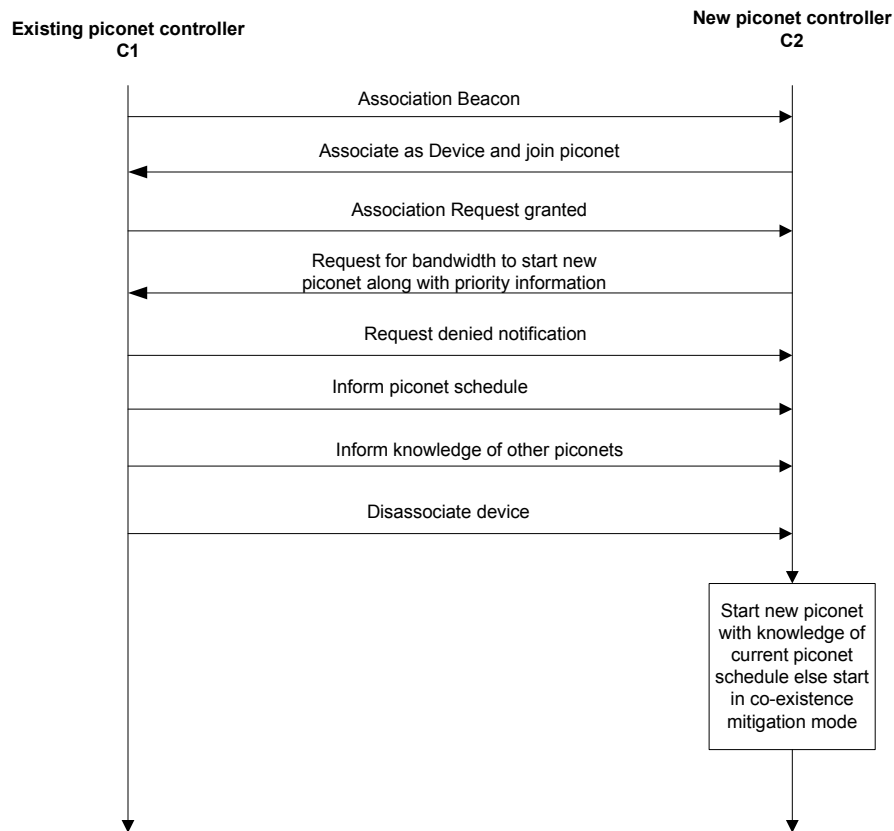 Existing piconet controller
C1
New piconet controller
C2
Association Beacon
Associate as Device and join piconet
Association Request granted
Request for bandwidth to start new
piconet along with priority information
Request denied notification
Inform piconet schedule
Inform knowledge of other piconets
Disassociate device
Start new piconet
with knowledge of
current piconet
schedule else start
in co-existence
mitigation mode